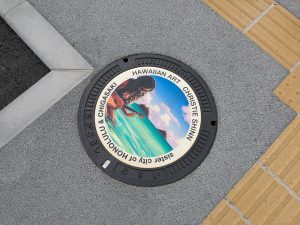 HAWAIIAN ART CHRISTIE SHINN
sister city of HONOLULU & CHIGASAKI